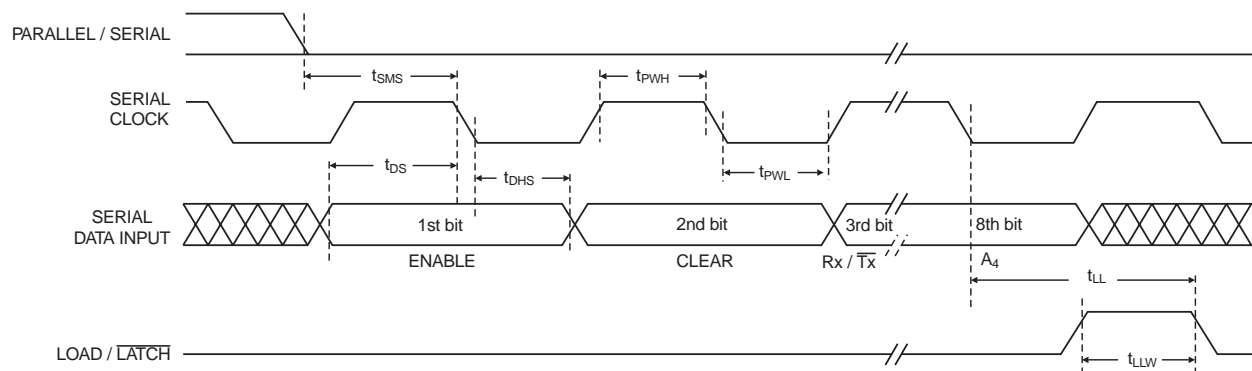 PARALLEL / SERIAL
tSMS
tPWH
SERIAL
CLOCK
tDS
tDHS
tPWL
SERIAL
DATA INPUT
1st bit
2nd bit
3rd bit
8th bit
ENABLE
CLEAR
Rx / T̅x̅
A4
tLL
LOAD / L̅A̅T̅C̅H̅
tLLW